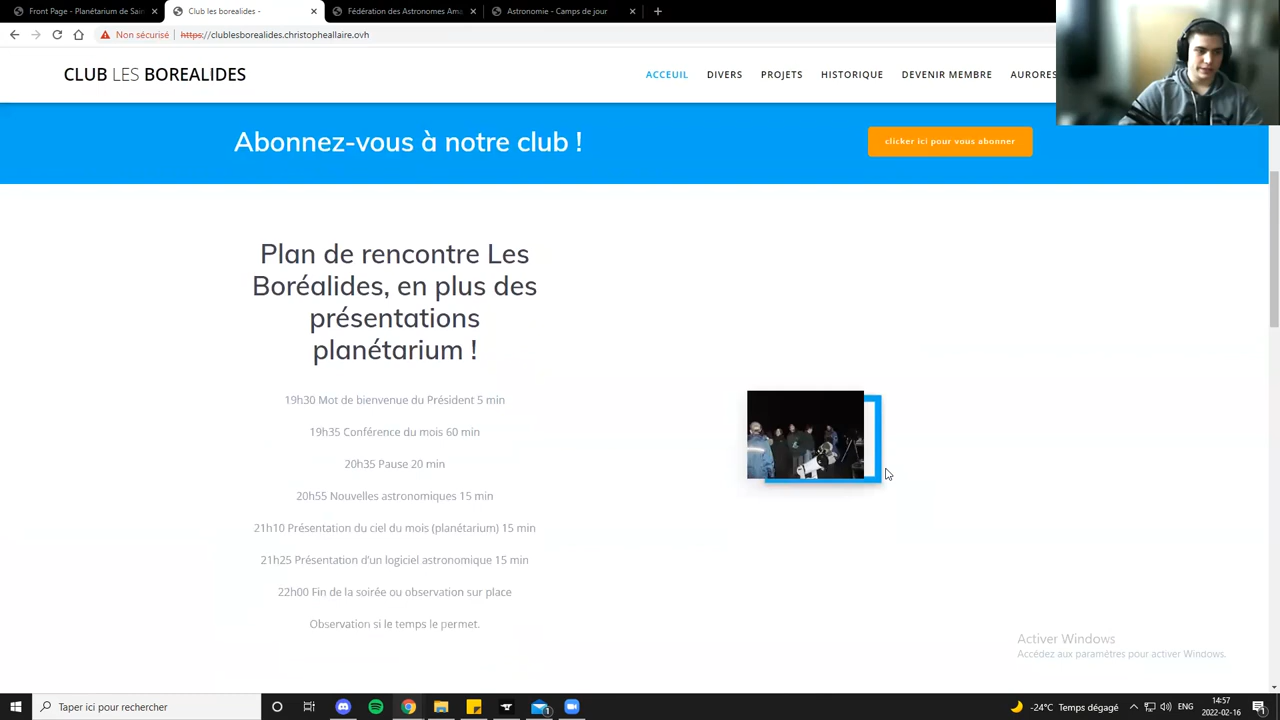 Front Page - Planétarium de Sain
Club les borealides -
Fédération des Astronomes Ama
Astronomie - Camps de jour
Non sécurisé
https://clublesborealides.christopheallaire.ovh
CLUB LES BOREALIDES
ACCEUIL
DIVERS
PROJETS
HISTORIQUE
DEVENIR MEMBRE
AURORES
Abonnez-vous à notre club !
clicker ici pour vous abonner
Plan de rencontre Les
Boréalides, en plus des
présentations
planétarium !
19h30 Mot de bienvenue du Président 5 min
19h35 Conférence du mois 60 min
20h35 Pause 20 min
20h55 Nouvelles astronomiques 15 min
21h10 Présentation du ciel du mois (planétarium) 15 min
21h25 Présentation d'un logiciel astronomique 15 min
22h00 Fin de la soirée ou observation sur place
Observation si le temps le permet.
Activer Windows
Accédez aux paramètres pour activer Windows.
Taper ici pour rechercher
-24°C Temps dégagé
ENG
14:57
2022-02-16